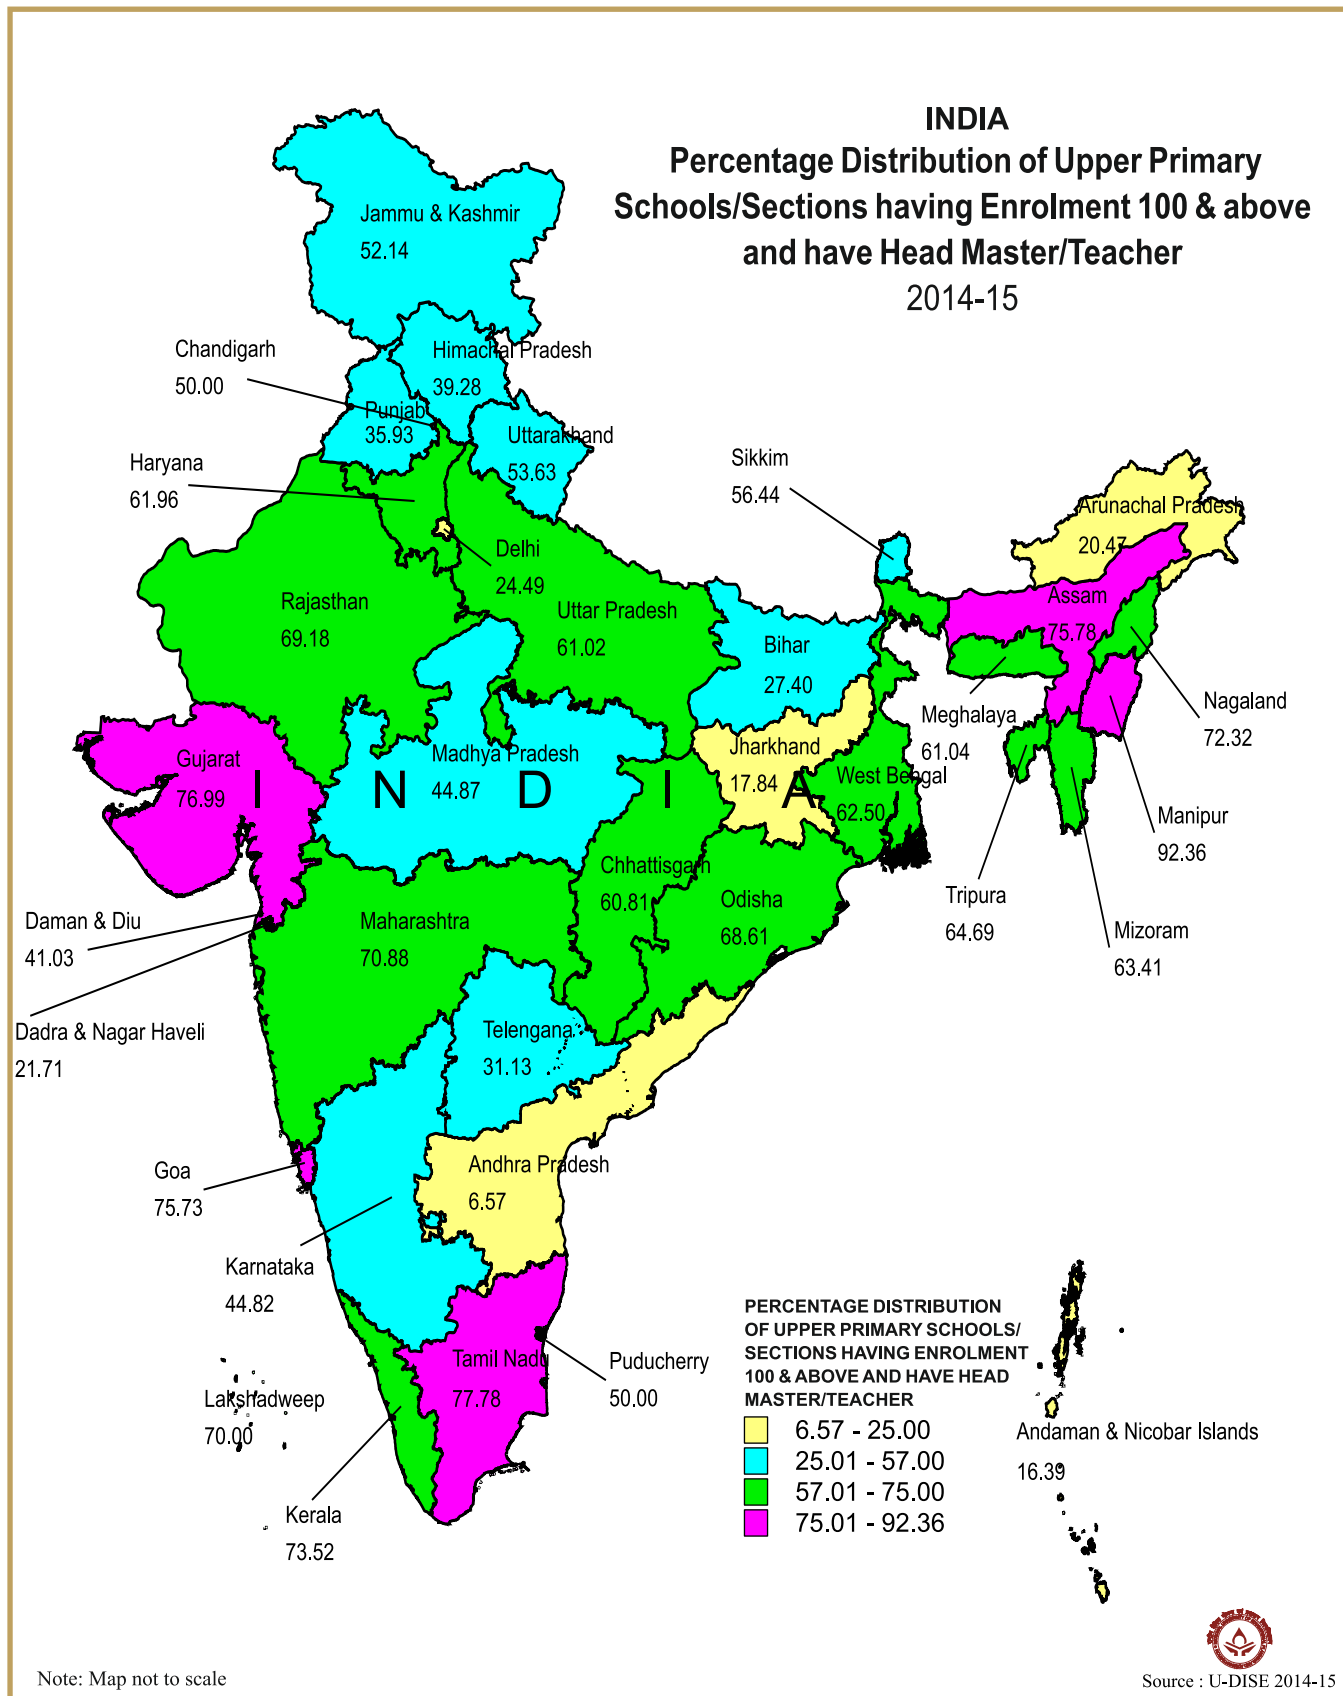 INDIA
Percentage Distribution of Upper Primary
Schools/Sections having Enrolment 100 & above
and have Head Master/Teacher
2014-15
Jammu & Kashmir
52.14
Chandigarh
50.00
Himachal Pradesh
39.28
Punjab
35.93
Uttarakhand
53.63
Haryana
61.96
Sikkim
56.44
Arunachal Pradesh
20.47
Delhi
24.49
Rajasthan
69.18
Uttar Pradesh
61.02
Bihar
27.40
Assam
75.78
Nagaland
72.32
Meghalaya
61.04
Gujarat
76.99
Madhya Pradesh
44.87
Jharkhand
17.84
West Bengal
62.50
I N D I A
Manipur
92.36
Chhattisgarh
60.81
Odisha
68.61
Tripura
64.69
Mizoram
63.41
Daman & Diu
41.03
Maharashtra
70.88
Dadra & Nagar Haveli
21.71
Telengana
31.13
Goa
75.73
Andhra Pradesh
6.57
Karnataka
44.82
Tamil Nadu
77.78
Puducherry
50.00
Lakshadweep
70.00
Kerala
73.52
PERCENTAGE DISTRIBUTION
OF UPPER PRIMARY SCHOOLS/
SECTIONS HAVING ENROLMENT
100 & ABOVE AND HAVE HEAD
MASTER/TEACHER
6.57 - 25.00
25.01 - 57.00
57.01 - 75.00
75.01 - 92.36
Andaman & Nicobar Islands
16.39
Note: Map not to scale
Source : U-DISE 2014-15